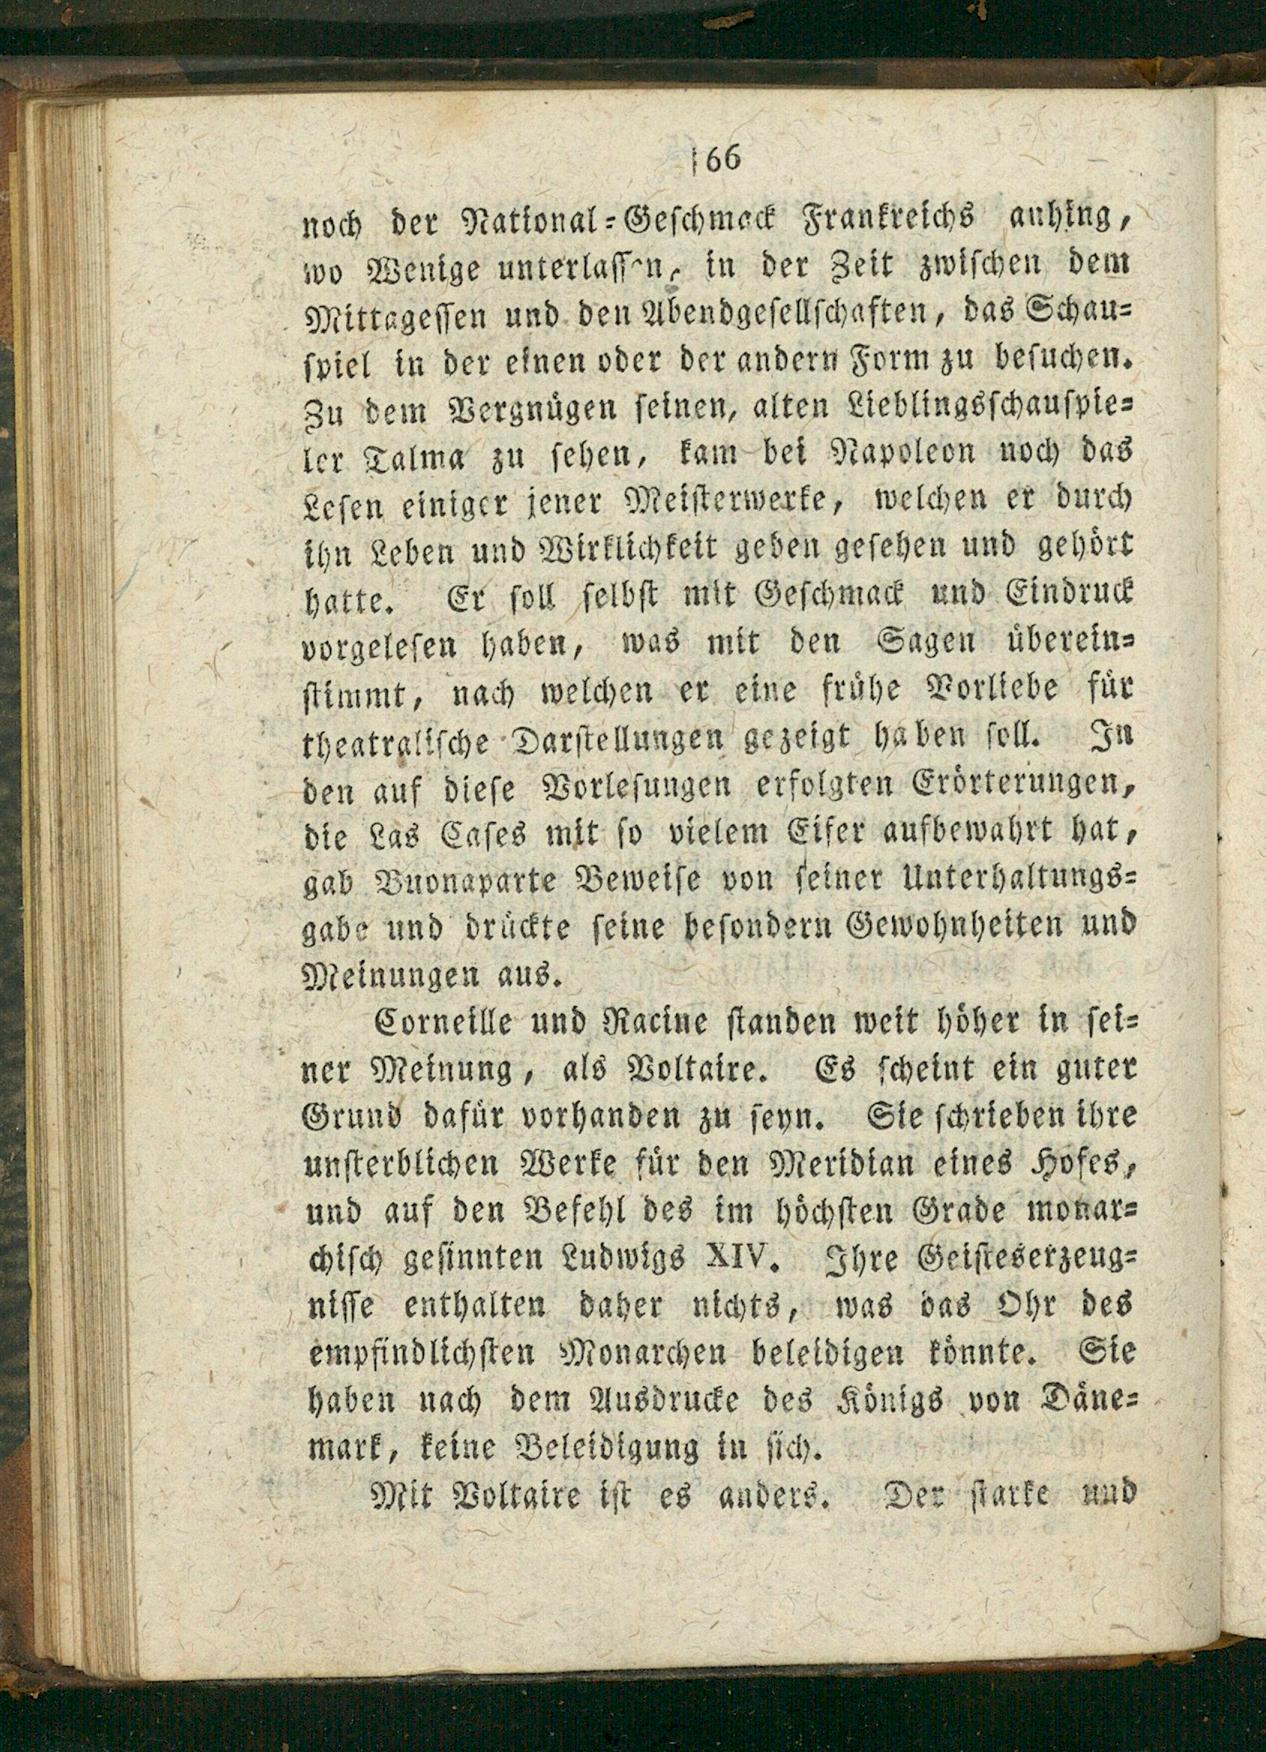 66
noch der National-Geschmack Frankreichs anhing,
wo Wenige unterlassen, in der Zeit zwischen dem
Mittagessen und den Abendgesellschaften, das Schau-
spiel in der einen oder der andern Form zu besuchen.
Zu dem Vergnügen seinen, alten Lieblingsschauspie-
ler Talma zu sehen, kam bei Napoleon noch das
Lesen einiger jener Meisterwerke, welchen er durch
ihn Leben und Wirklichkeit geben gesehen und gehört
hatte. Er soll selbst mit Geschmack und Eindruck
vorgelesen haben, was mit den Sagen überein-
stimmt, nach welchen er eine frühe Vorliebe für
theatralische Darstellungen gezeigt haben soll. In
den auf diese Vorlesungen erfolgten Erörterungen,
die Las Cases mit so vielem Eifer aufbewahrt hat,
gab Buonaparte Beweise von seiner Unterhaltungs-
gabe und drückte seine besondern Gewohnheiten und
Meinungen aus.
Corneille und Racine standen weit höher in sei-
ner Meinung, als Voltaire. Es scheint ein guter
Grund dafür vorhanden zu seyn. Sie schrieben ihre
unsterblichen Werke für den Meridian eines Hofes,
und auf den Befehl des im höchsten Grade monar-
chisch gesinnten Ludwigs XIV. Ihre Geisteserzeug-
nisse enthalten daher nichts, was das Ohr des
empfindlichsten Monarchen beleidigen könnte. Sie
haben nach dem Ausdrucke des Königs von Däne-
mark, keine Beleidigung in sich.
Mit Voltaire ist es anders. Der starke und